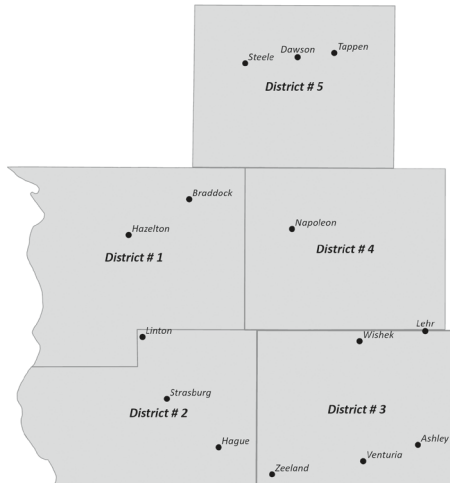 Dawson
Tappen
Steele
District # 5
Braddock
Hazelton
District # 1
Napoleon
District # 4
Lehr
Linton
Wishek
Strasburg
District # 2
District # 3
Hague
Ashley
Venturia
Zeeland